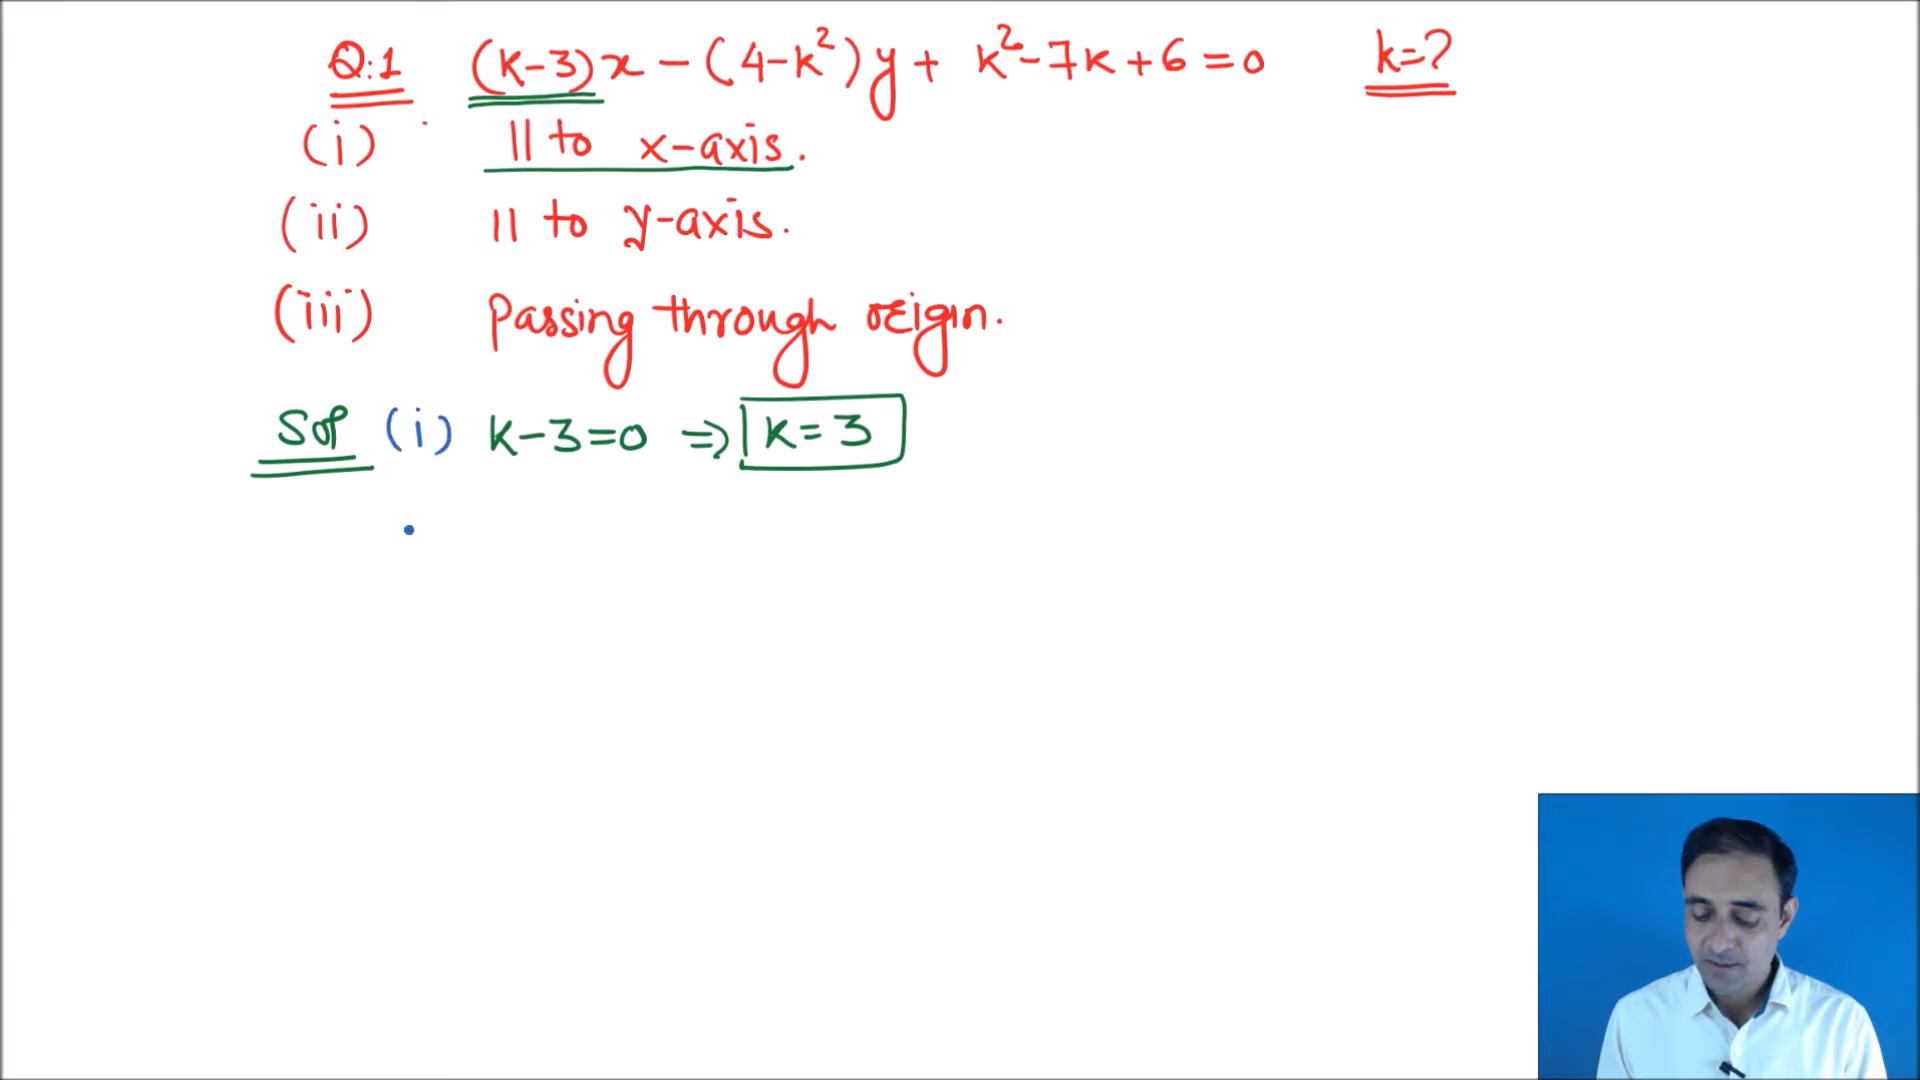 Q:1 (k-3)x - (4-k²)y + k²-7k+6=0 k=?
(i) || to x-axis.
(ii) || to y-axis.
(iii) Passing through origin.
Sol (i) k-3=0 ⇒ k=3